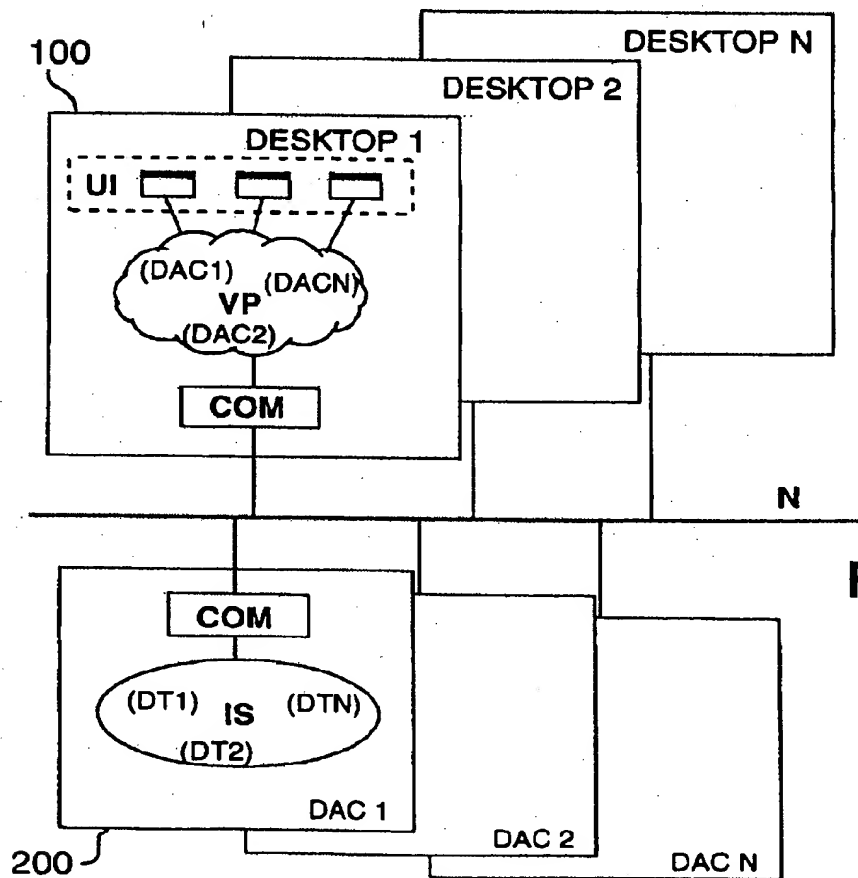 DESKTOP N
100
DESKTOP 2
DESKTOP 1
UI
(DAC1)
(DACN)
VP
(DAC2)
COM
N
COM
(DT1) IS (DTN)
(DT2)
DAC 1
DAC 2
DAC N
200